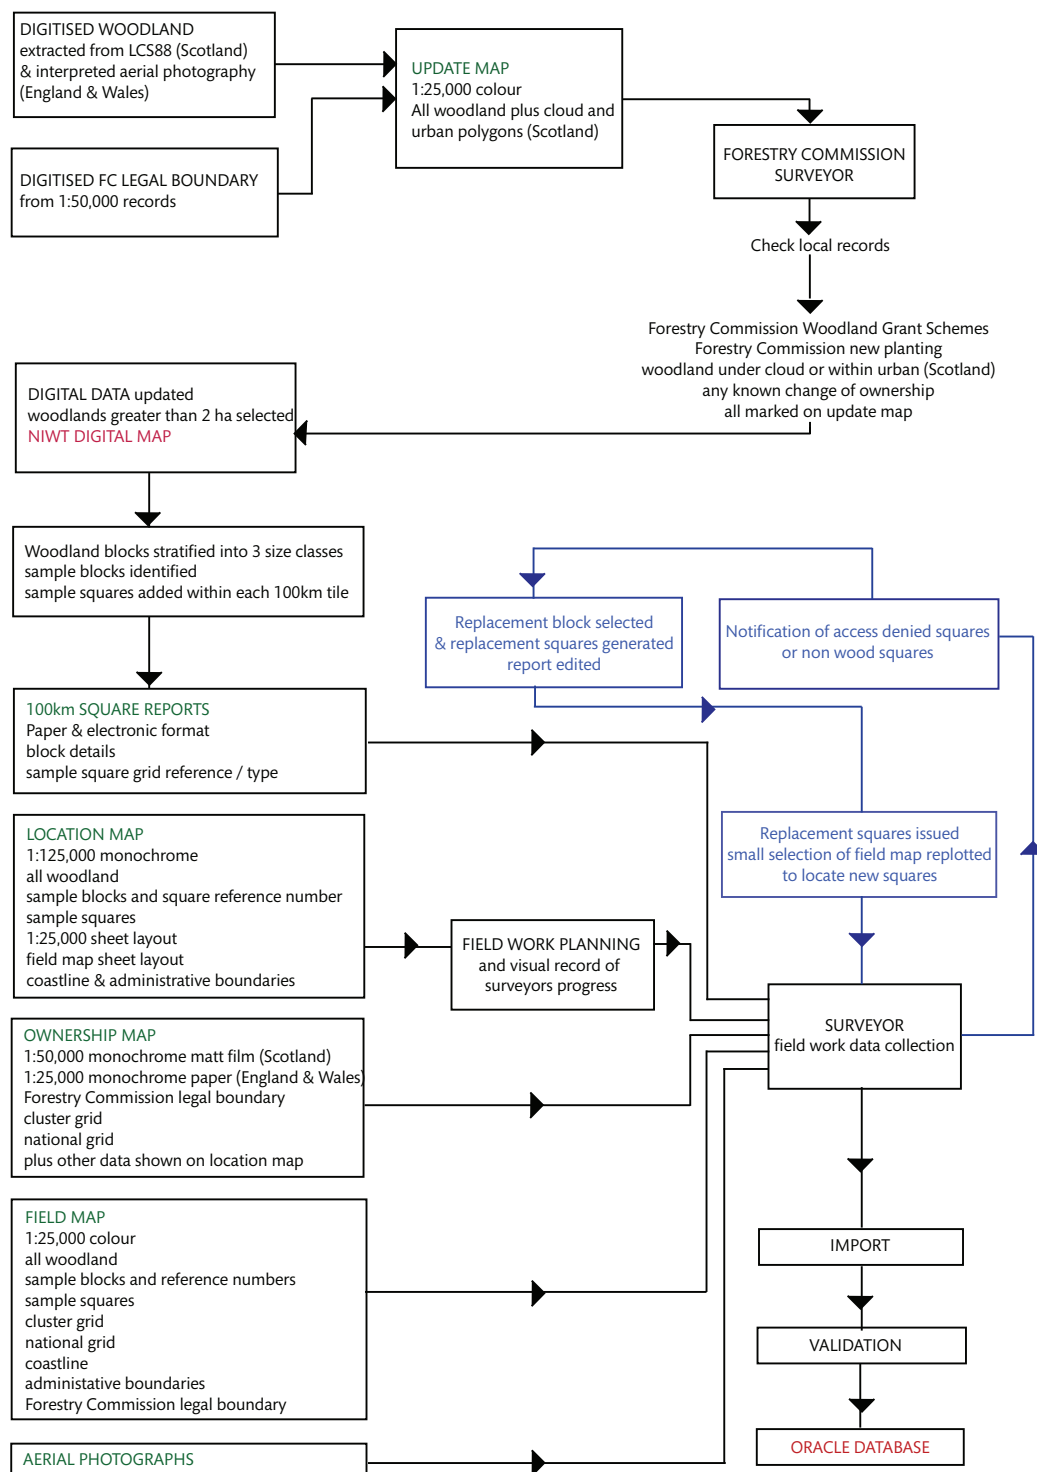 DIGITISED WOODLAND
extracted from LCS88 (Scotland)
& interpreted aerial photography
(England & Wales)
UPDATE MAP
1:25,000 colour
All woodland plus cloud and
urban polygons (Scotland)
FORESTRY COMMISSION
SURVEYOR
DIGITISED FC LEGAL BOUNDARY
from 1:50,000 records
Check local records
Forestry Commission Woodland Grant Schemes
Forestry Commission new planting
woodland under cloud or within urban (Scotland)
any known change of ownership
all marked on update map
DIGITAL DATA updated
woodlands greater than 2 ha selected
NIWT DIGITAL MAP
Woodland blocks stratified into 3 size classes
sample blocks identified
sample squares added within each 100km tile
Replacement block selected
& replacement squares generated
report edited
Notification of access denied squares
or non wood squares
100km SQUARE REPORTS
Paper & electronic format
block details
sample square grid reference / type
LOCATION MAP
1:125,000 monochrome
all woodland
sample blocks and square reference number
sample squares
1:25,000 sheet layout
field map sheet layout
coastline & administrative boundaries
Replacement squares issued
small selection of field map replotted
to locate new squares
FIELD WORK PLANNING
and visual record of
surveyors progress
SURVEYOR
field work data collection
OWNERSHIP MAP
1:50,000 monochrome matt film (Scotland)
1:25,000 monochrome paper (England & Wales)
Forestry Commission legal boundary
cluster grid
national grid
plus other data shown on location map
FIELD MAP
1:25,000 colour
all woodland
sample blocks and reference numbers
sample squares
cluster grid
national grid
coastline
administative boundaries
Forestry Commission legal boundary
IMPORT
VALIDATION
ORACLE DATABASE
AERIAL PHOTOGRAPHS